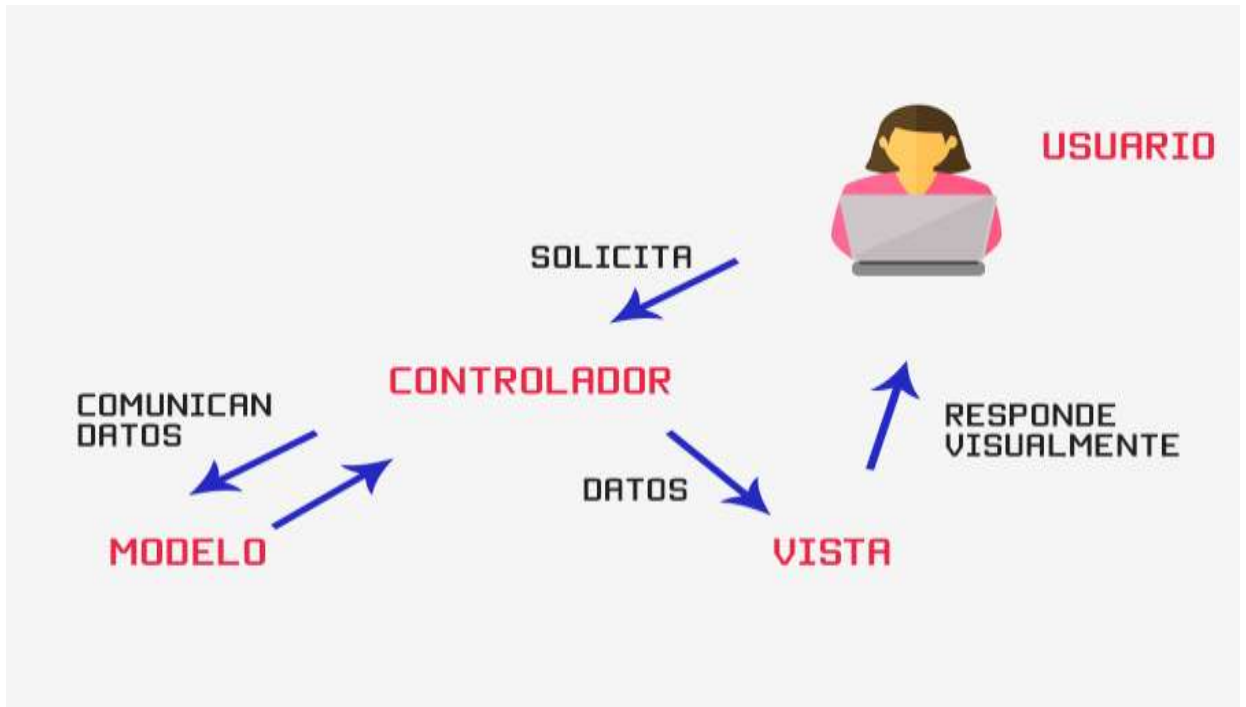 USUARIO
SOLICITA
CONTROLADOR
COMUNICAN
DATOS
RESPONDE
VISUALMENTE
DATOS
MODELO
VISTA